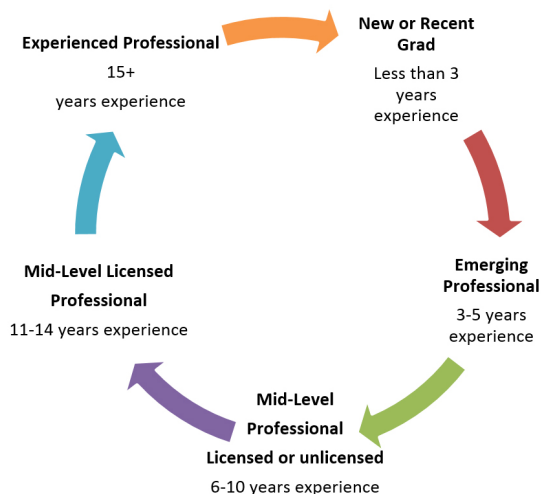 New or Recent
Grad
Less than 3
years
experience
Emerging
Professional
3-5 years
experience
Mid-Level
Professional
Licensed or unlicensed
6-10 years experience
Mid-Level Licensed
Professional
11-14 years experience
Experienced Professional
15+
years experience